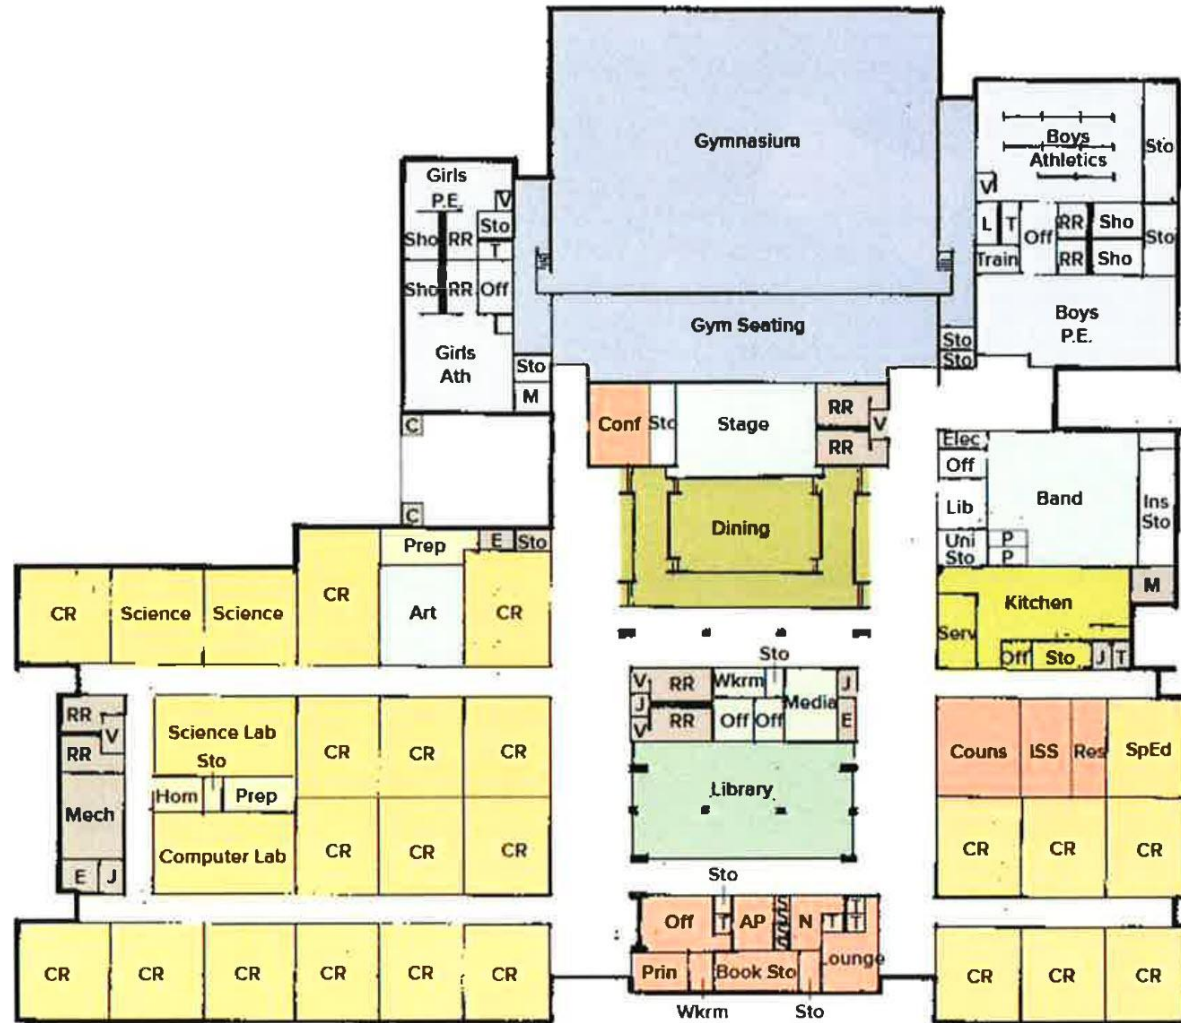 Gymnasium
Boys
Athletics
Sto
Girls
P.E.
V
V
Sto
Sho
RR
T
L
T
Off
RR
Sho
Sto
Train
RR
Sho
Sho
RR
Off
Gym Seating
Boys
P.E.
Sto
Sto
Girls
Ath
Sto
M
Conf
Sto
Stage
RR
V
RR
C
C
Elec
Off
Lib
Uni
Sto
P
P
Band
Ins
Sto
Dining
Prep
E
Sto
CR
Science
Science
CR
Art
CR
Kitchen
M
Serv
Off
Sto
J
T
Sto
V
J
V
RR
RR
Wkrm
Off
Off
Media
J
E
RR
V
RR
Science Lab
Sto
CR
CR
CR
Couns
ISS
Res
SpEd
Library
Mech
Hom
Prep
Computer Lab
CR
CR
CR
CR
CR
CR
E
J
Sto
Off
T
AP
N
T
T
T
Lounge
Prin
Book Sto
Wkrm
Sto
CR
CR
CR
CR
CR
CR
CR
CR
CR